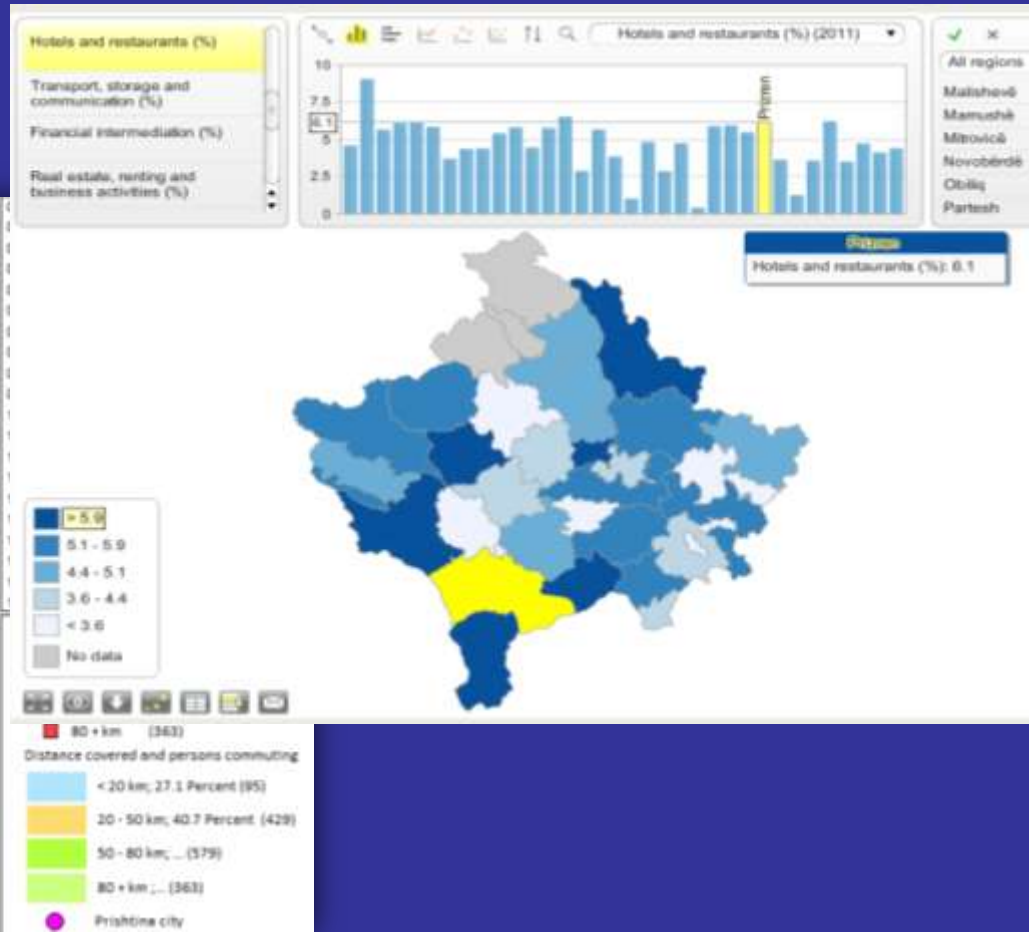 Hotels and restaurants (%)
Transport, storage and
communication (%)
Financial intermediation (%)
Real estate, renting and
business activities (%)
Hotels and restaurants (%) (2011)
10
7.5
6.1
5
2.5
0
Prizren
All regions
Malishevë
Mamushë
Mitrovicë
Novobërdë
Obiliq
Partesh
Prizren
Hotels and restaurants (%): 6.1
> 5.9
5.1 - 5.9
4.4 - 5.1
3.6 - 4.4
< 3.6
No data
80 + km (363)
Distance covered and persons commuting
< 20 km; 27.1 Percent (95)
20 - 50 km; 40.7 Percent (429)
50 - 80 km; ... (579)
80 + km ;... (363)
Prishtina city